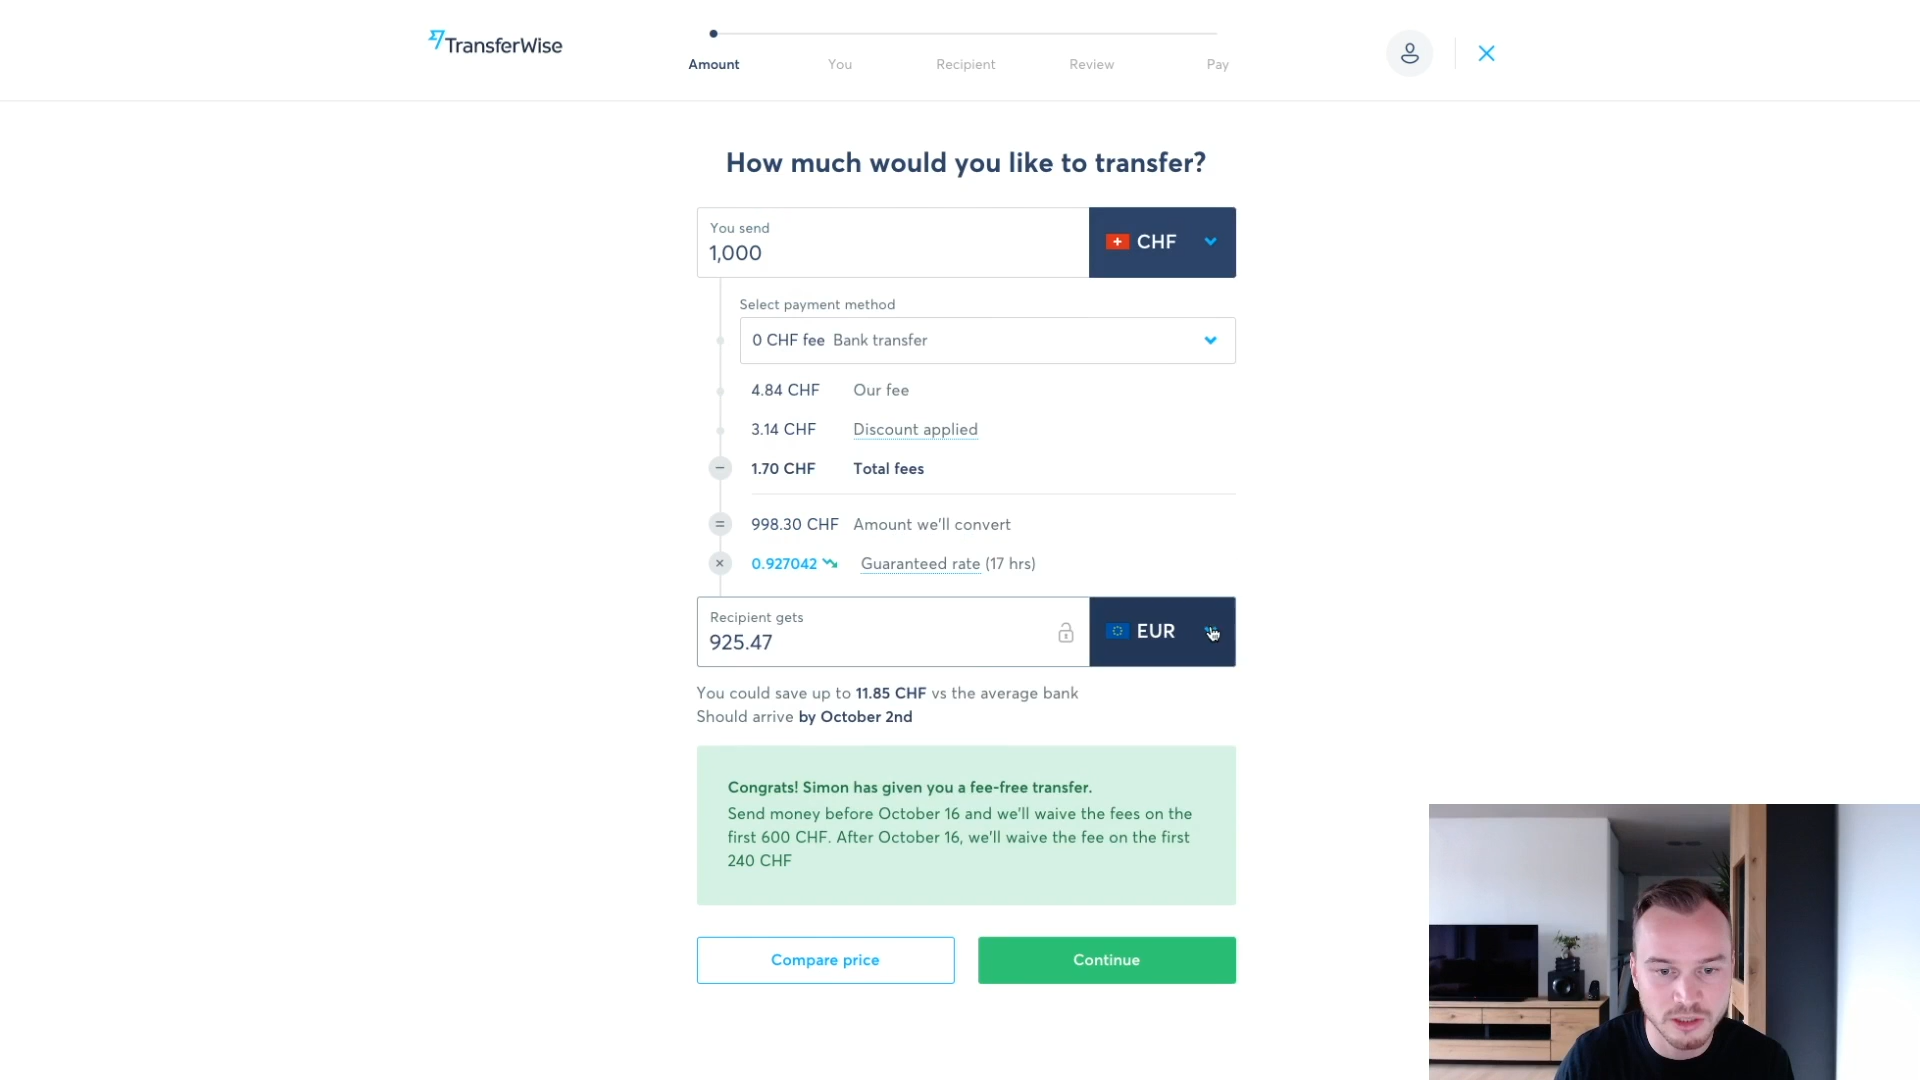 TransferWise
Amount
You
Recipient
Review
Pay
How much would you like to transfer?
You send
1,000
CHF
Select payment method
0 CHF fee Bank transfer
4.84 CHF Our fee
3.14 CHF Discount applied
− 1.70 CHF Total fees
= 998.30 CHF Amount we'll convert
× 0.927042 Guaranteed rate (17 hrs)
Recipient gets
925.47
EUR
You could save up to 11.85 CHF vs the average bank
Should arrive by October 2nd
Congrats! Simon has given you a fee-free transfer.
Send money before October 16 and we'll waive the fees on the
first 600 CHF. After October 16, we'll waive the fee on the first
240 CHF
Compare price
Continue